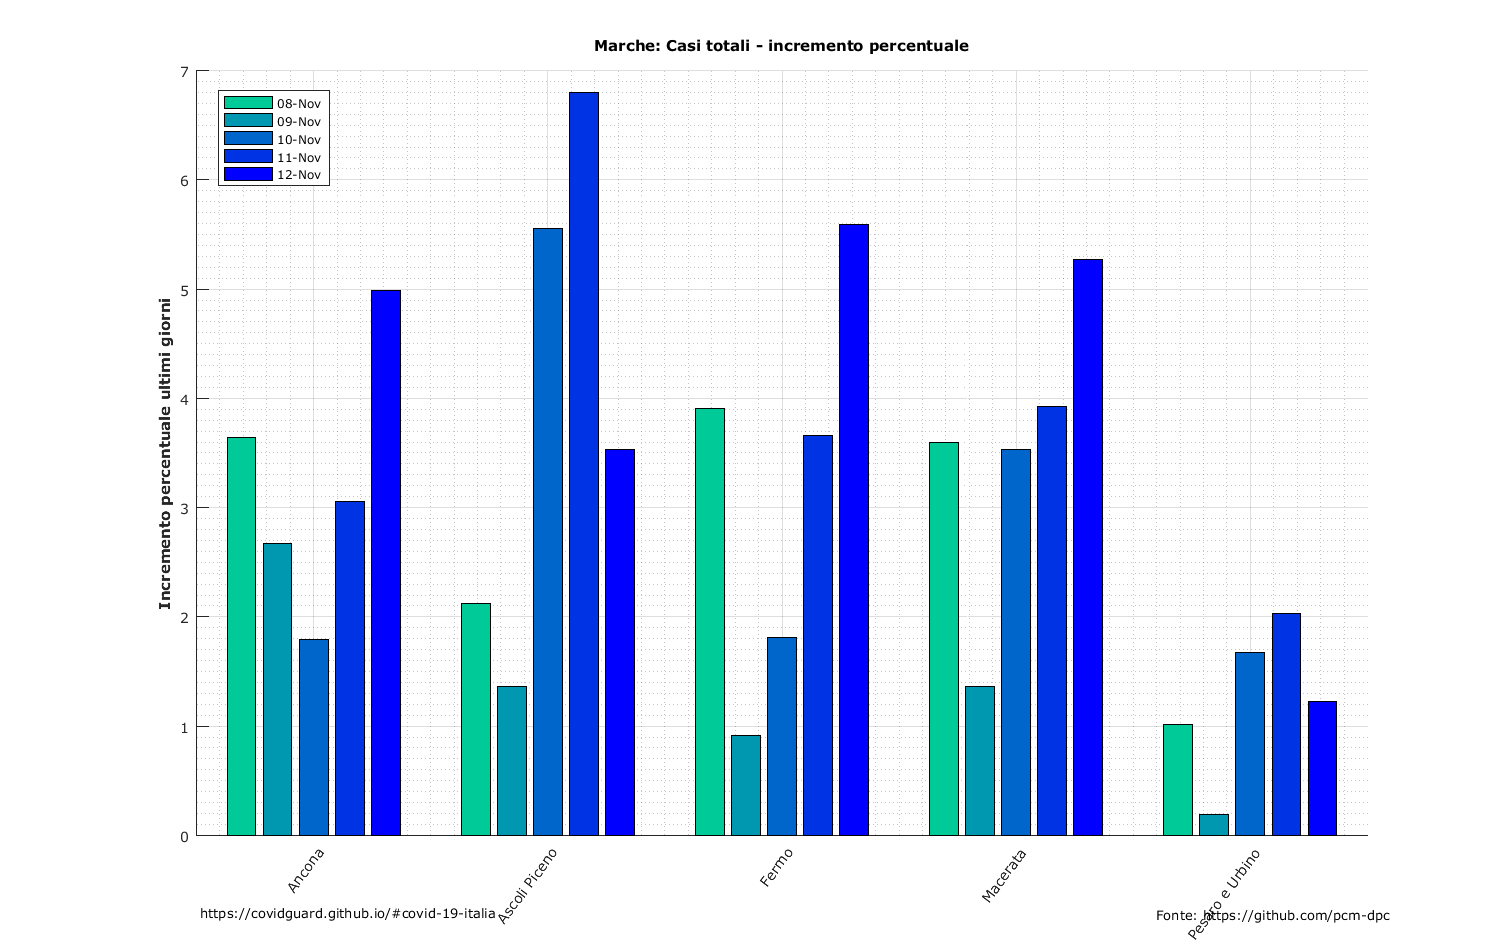 Marche: Casi totali - incremento percentuale
Incremento percentuale ultimi giorni
7
6
5
4
3
2
1
0
08-Nov
09-Nov
10-Nov
11-Nov
12-Nov
Ancona
Ascoli Piceno
Fermo
Macerata
Pesaro e Urbino
https://covidguard.github.io/#covid-19-italia
Fonte: https://github.com/pcm-dpc